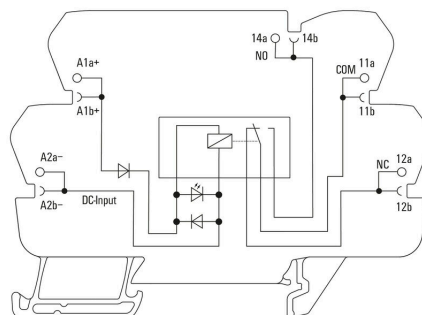 14a 14b
NO
A1a+
COM 11a
A1b+
11b
A2a–
NC 12a
A2b– DC-Input
12b